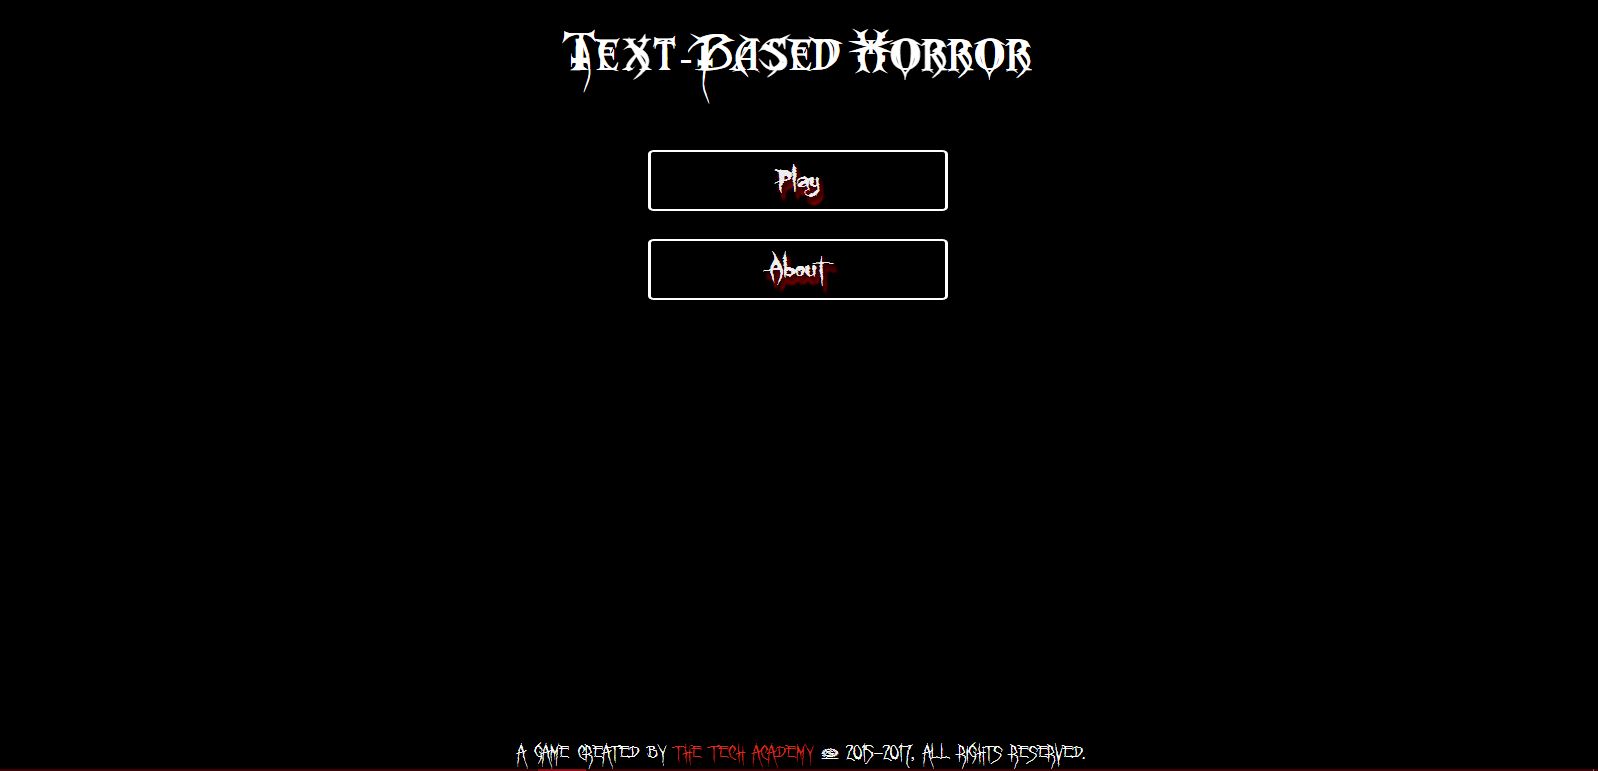 Text-Based Horror
Play
About
A GAME CREATED BY THE TECH ACADEMY © 2015-2017, ALL RIGHTS RESERVED.